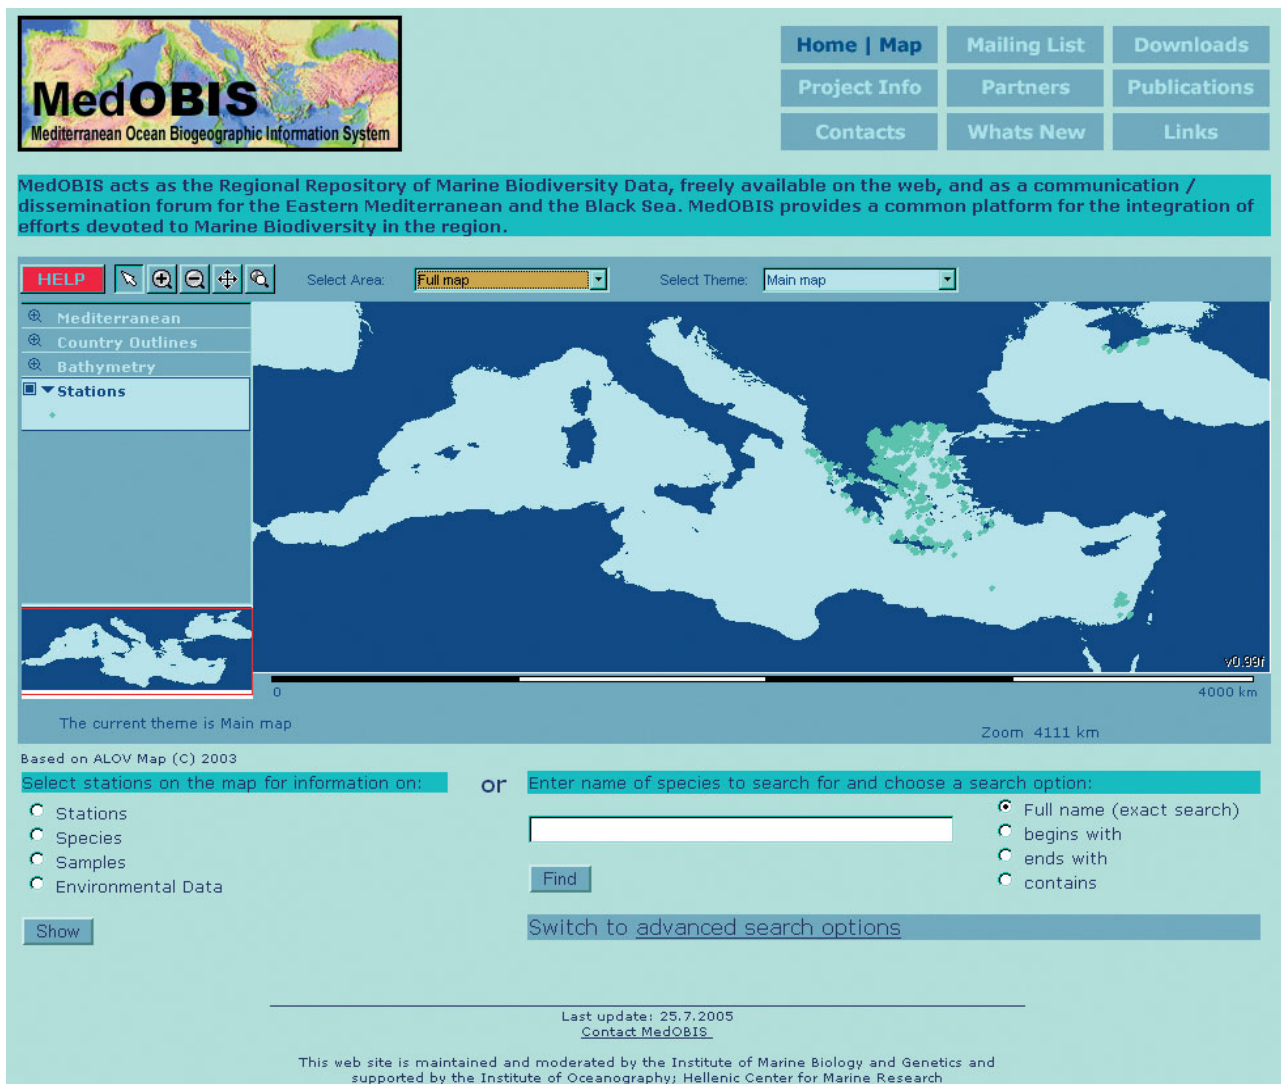 MedOBIS
Mediterranean Ocean Biogeographic Information System
Home | Map
Mailing List
Downloads
Project Info
Partners
Publications
Contacts
Whats New
Links
MedOBIS acts as the Regional Repository of Marine Biodiversity Data, freely available on the web, and as a communication /
dissemination forum for the Eastern Mediterranean and the Black Sea. MedOBIS provides a common platform for the integration of
efforts devoted to Marine Biodiversity in the region.
HELP
Select Area:
Full map
Select Theme:
Main map
Mediterranean
Country Outlines
Bathymetry
Stations
v0.99f
0
4000 km
The current theme is Main map
Zoom 4111 km
Based on ALOV Map (C) 2003
Select stations on the map for information on:
Stations
Species
Samples
Environmental Data
Show
or
Enter name of species to search for and choose a search option:
Full name (exact search)
begins with
ends with
contains
Find
Switch to advanced search options
Last update: 25.7.2005
Contact MedOBIS
This web site is maintained and moderated by the Institute of Marine Biology and Genetics and
supported by the Institute of Oceanography; Hellenic Center for Marine Research